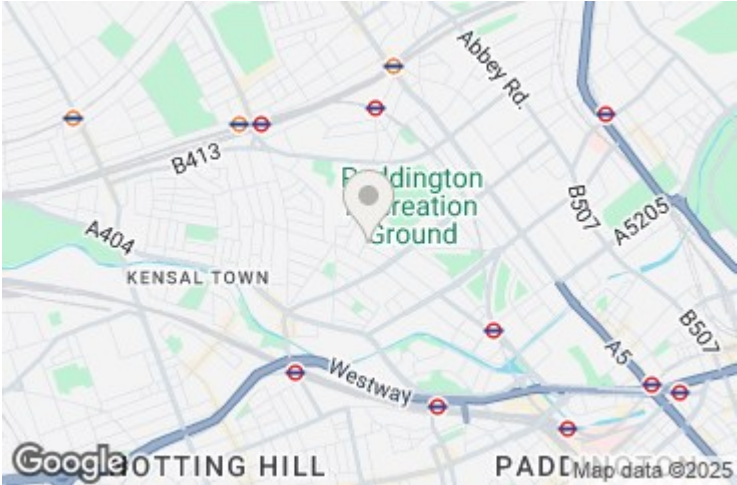 Abbey Rd.
B413
Paddington
Recreation
Ground
B507
A5205
A404
KENSAL TOWN
B507
A5
Westway
Google
NOTTING HILL
PADDINGTON
Map data ©2025